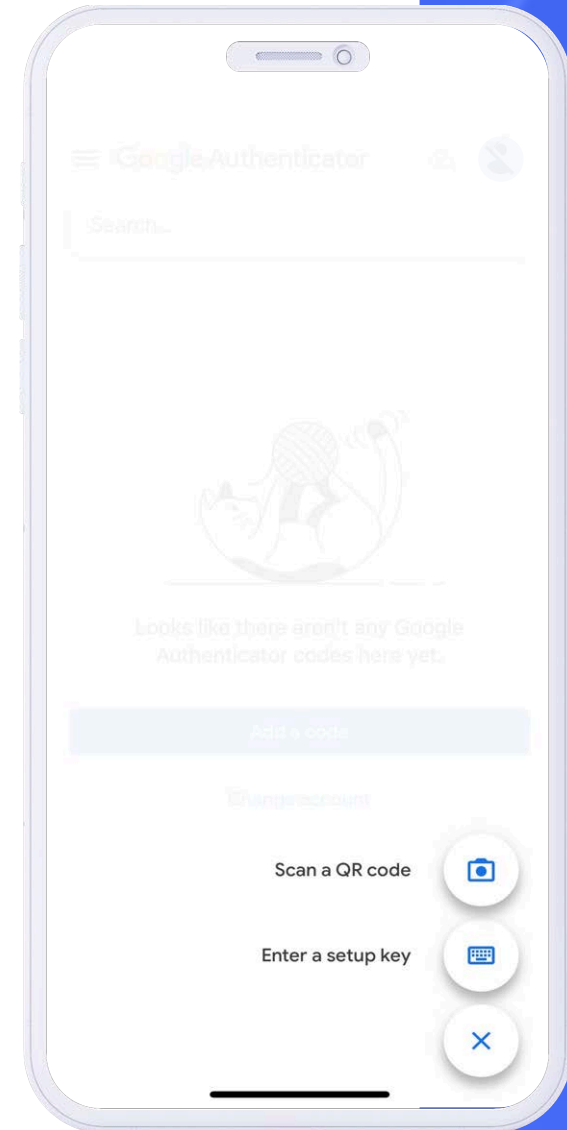 Google Authenticator
Search...
Looks like there aren't any Google
Authenticator codes here yet.
Add a code
Change account
Scan a QR code
Enter a setup key